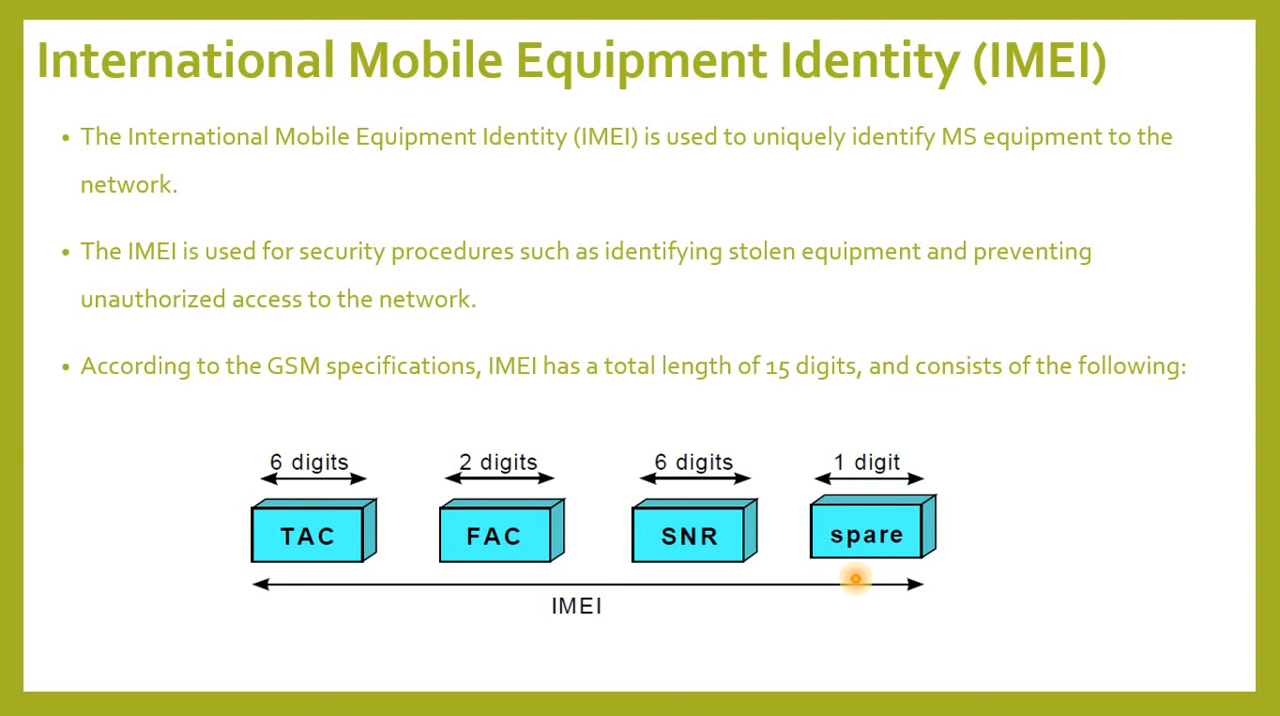 International Mobile Equipment Identity (IMEI)
• The International Mobile Equipment Identity (IMEI) is used to uniquely identify MS equipment to the
network.
• The IMEI is used for security procedures such as identifying stolen equipment and preventing
unauthorized access to the network.
• According to the GSM specifications, IMEI has a total length of 15 digits, and consists of the following:
6 digits 2 digits 6 digits 1 digit
TAC FAC SNR spare
IMEI